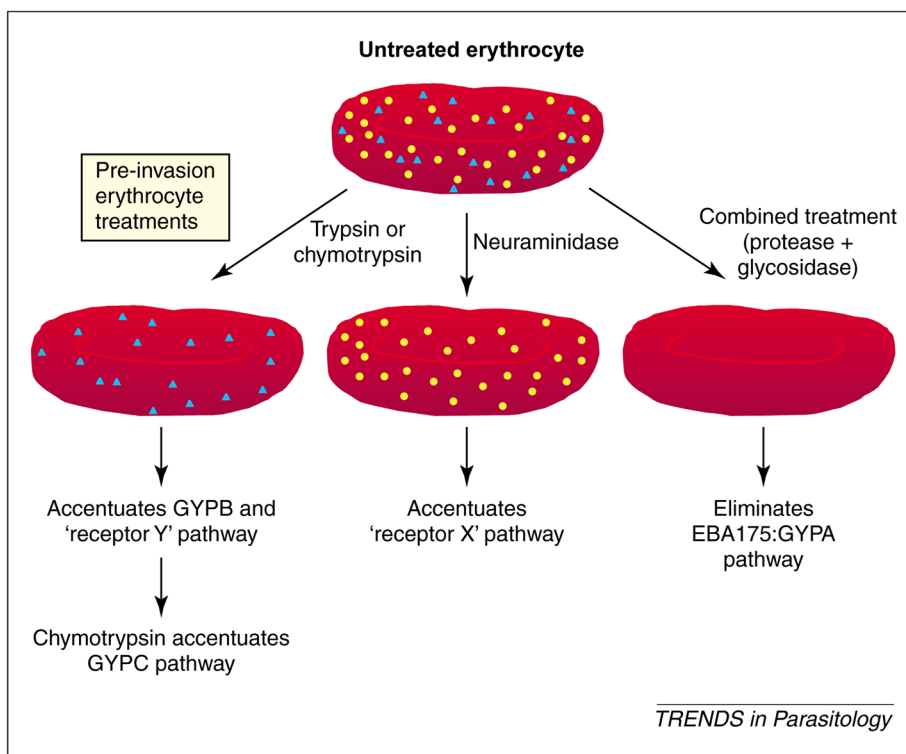 Untreated erythrocyte
Pre-invasion
erythrocyte
treatments
Trypsin or
chymotrypsin
Neuraminidase
Combined treatment
(protease +
glycosidase)
Accentuates GYPB and
‘receptor Y’ pathway
Accentuates
‘receptor X’ pathway
Eliminates
EBA175:GYPA
pathway
Chymotrypsin accentuates
GYPC pathway
TRENDS in Parasitology